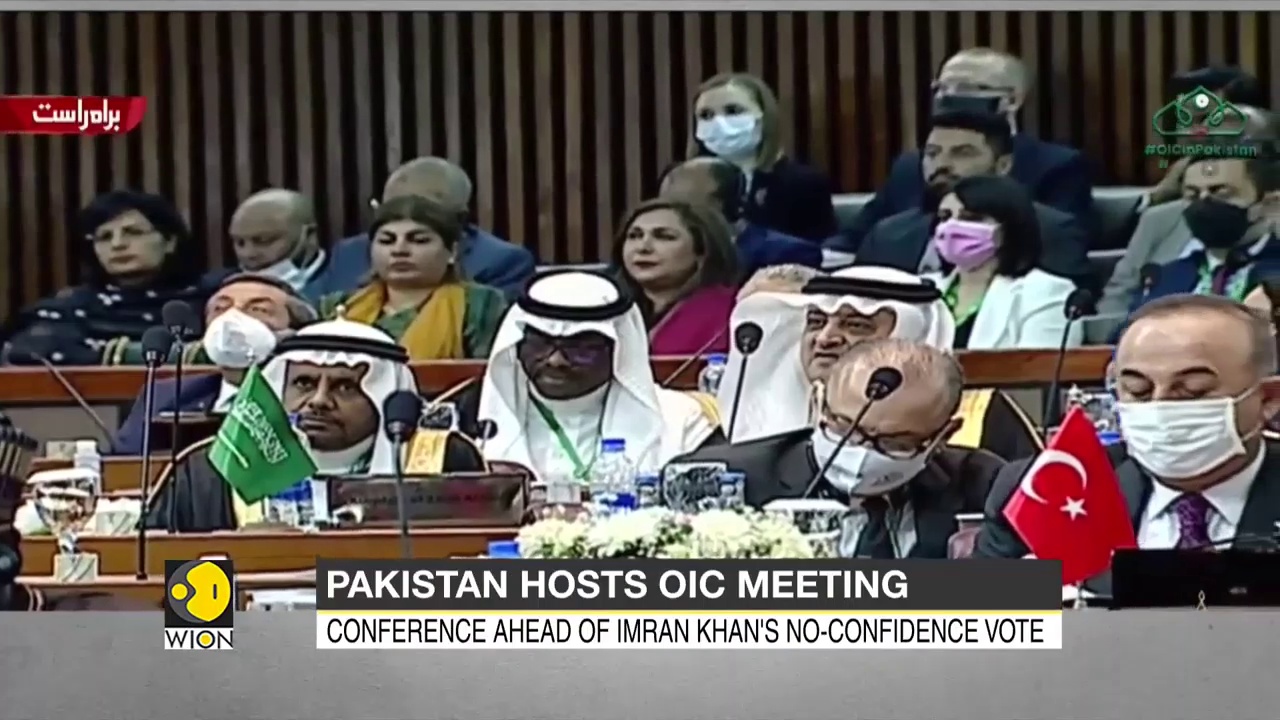 براہ راست
#OICinPakistan
PAKISTAN HOSTS OIC MEETING
WION
CONFERENCE AHEAD OF IMRAN KHAN'S NO-CONFIDENCE VOTE